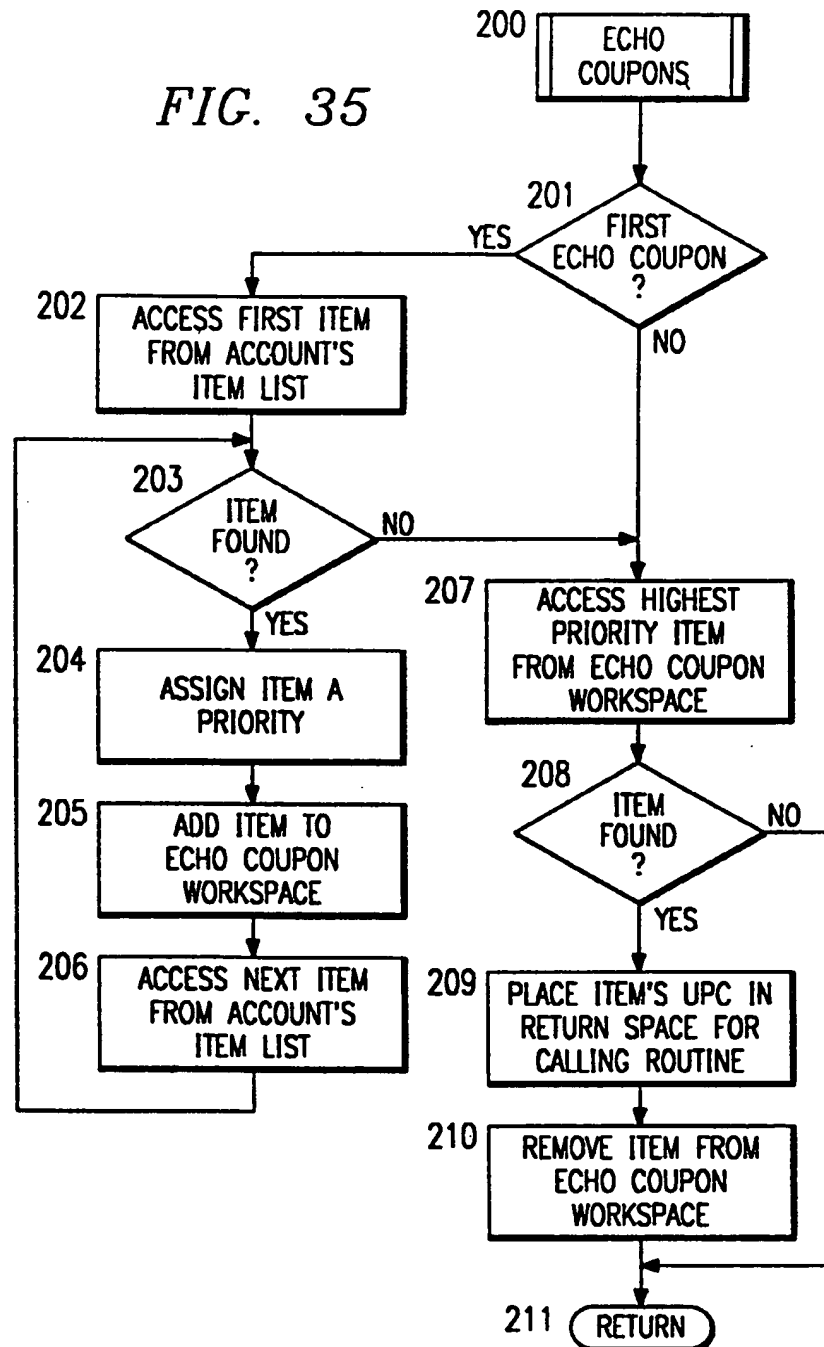 FIG. 35
200
ECHO
COUPONS
201
FIRST
ECHO COUPON
?
YES
NO
202
ACCESS FIRST ITEM
FROM ACCOUNT'S
ITEM LIST
203
ITEM
FOUND
?
NO
YES
204
ASSIGN ITEM A
PRIORITY
205
ADD ITEM TO
ECHO COUPON
WORKSPACE
206
ACCESS NEXT ITEM
FROM ACCOUNT'S
ITEM LIST
207
ACCESS HIGHEST
PRIORITY ITEM
FROM ECHO COUPON
WORKSPACE
208
ITEM
FOUND
?
NO
YES
209
PLACE ITEM'S UPC IN
RETURN SPACE FOR
CALLING ROUTINE
210
REMOVE ITEM FROM
ECHO COUPON
WORKSPACE
211
RETURN